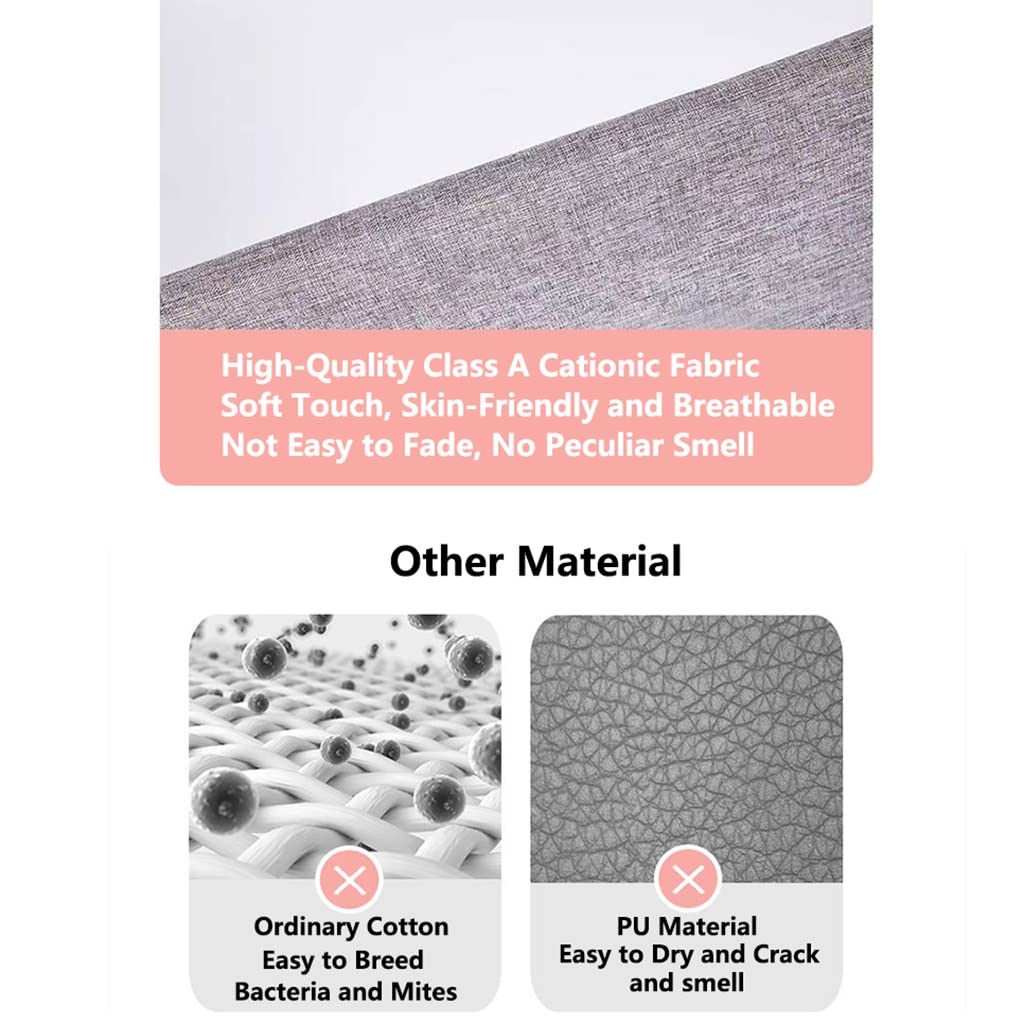 High-Quality Class A Cationic Fabric
Soft Touch, Skin-Friendly and Breathable
Not Easy to Fade, No Peculiar Smell
Other Material
Ordinary Cotton
Easy to Breed
Bacteria and Mites
PU Material
Easy to Dry and Crack
and smell